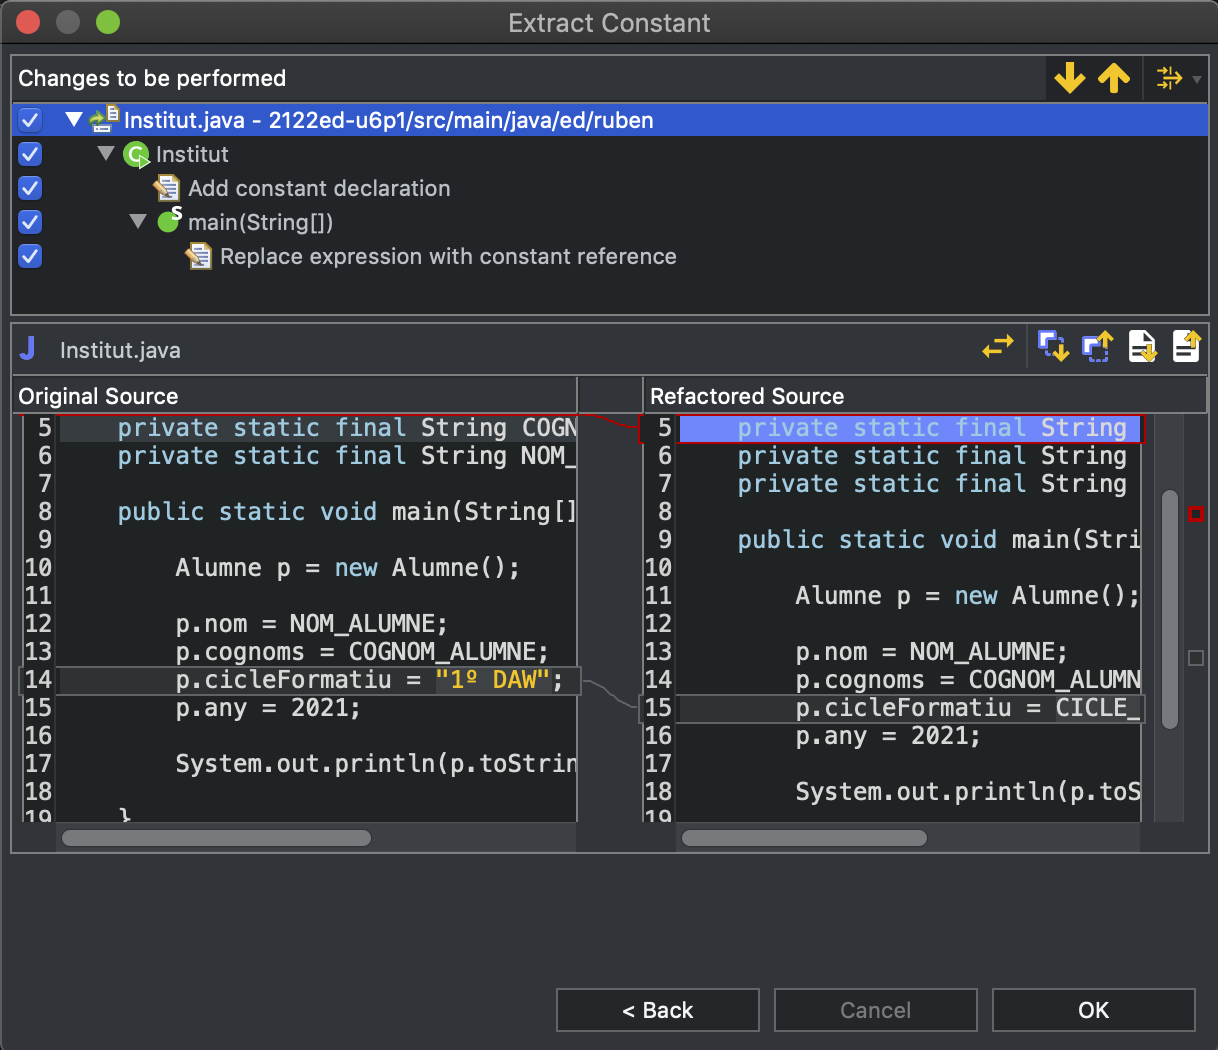 Extract Constant
Changes to be performed
Institut.java - 2122ed-u6p1/src/main/java/ed/ruben
Institut
Add constant declaration
main(String[])
Replace expression with constant reference
Institut.java
Original Source
5 private static final String COGN
6 private static final String NOM_
7
8 public static void main(String[]
9
10 Alumne p = new Alumne();
11
12 p.nom = NOM_ALUMNE;
13 p.cognoms = COGNOM_ALUMNE;
14 p.cicleFormatiu = "1º DAW";
15 p.any = 2021;
16
17 System.out.println(p.toStrin
18
19 }
Refactored Source
5 private static final String
6 private static final String
7 private static final String
8
9 public static void main(Stri
10
11 Alumne p = new Alumne();
12
13 p.nom = NOM_ALUMNE;
14 p.cognoms = COGNOM_ALUMN
15 p.cicleFormatiu = CICLE_
16 p.any = 2021;
17
18 System.out.println(p.toS
19
< Back
Cancel
OK